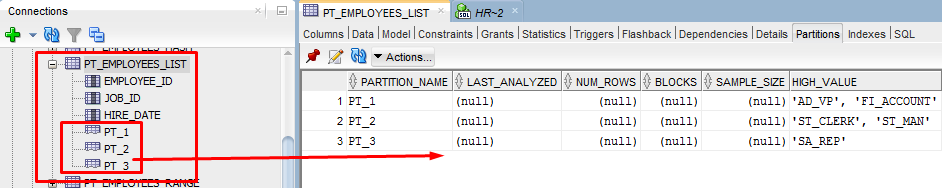 Connections
PT_EMPLOYEES_HASH
PT_EMPLOYEES_LIST
EMPLOYEE_ID
JOB_ID
HIRE_DATE
PT_1
PT_2
PT_3
PT_EMPLOYEES_RANGE
PT_EMPLOYEES_LIST HR~2
Columns Data Model Constraints Grants Statistics Triggers Flashback Dependencies Details Partitions Indexes SQL
Actions...
PARTITION_NAME LAST_ANALYZED NUM_ROWS BLOCKS SAMPLE_SIZE HIGH_VALUE
1 PT_1 (null) (null) (null) (null) 'AD_VP', 'FI_ACCOUNT'
2 PT_2 (null) (null) (null) (null) 'ST_CLERK', 'ST_MAN'
3 PT_3 (null) (null) (null) (null) 'SA_REP'